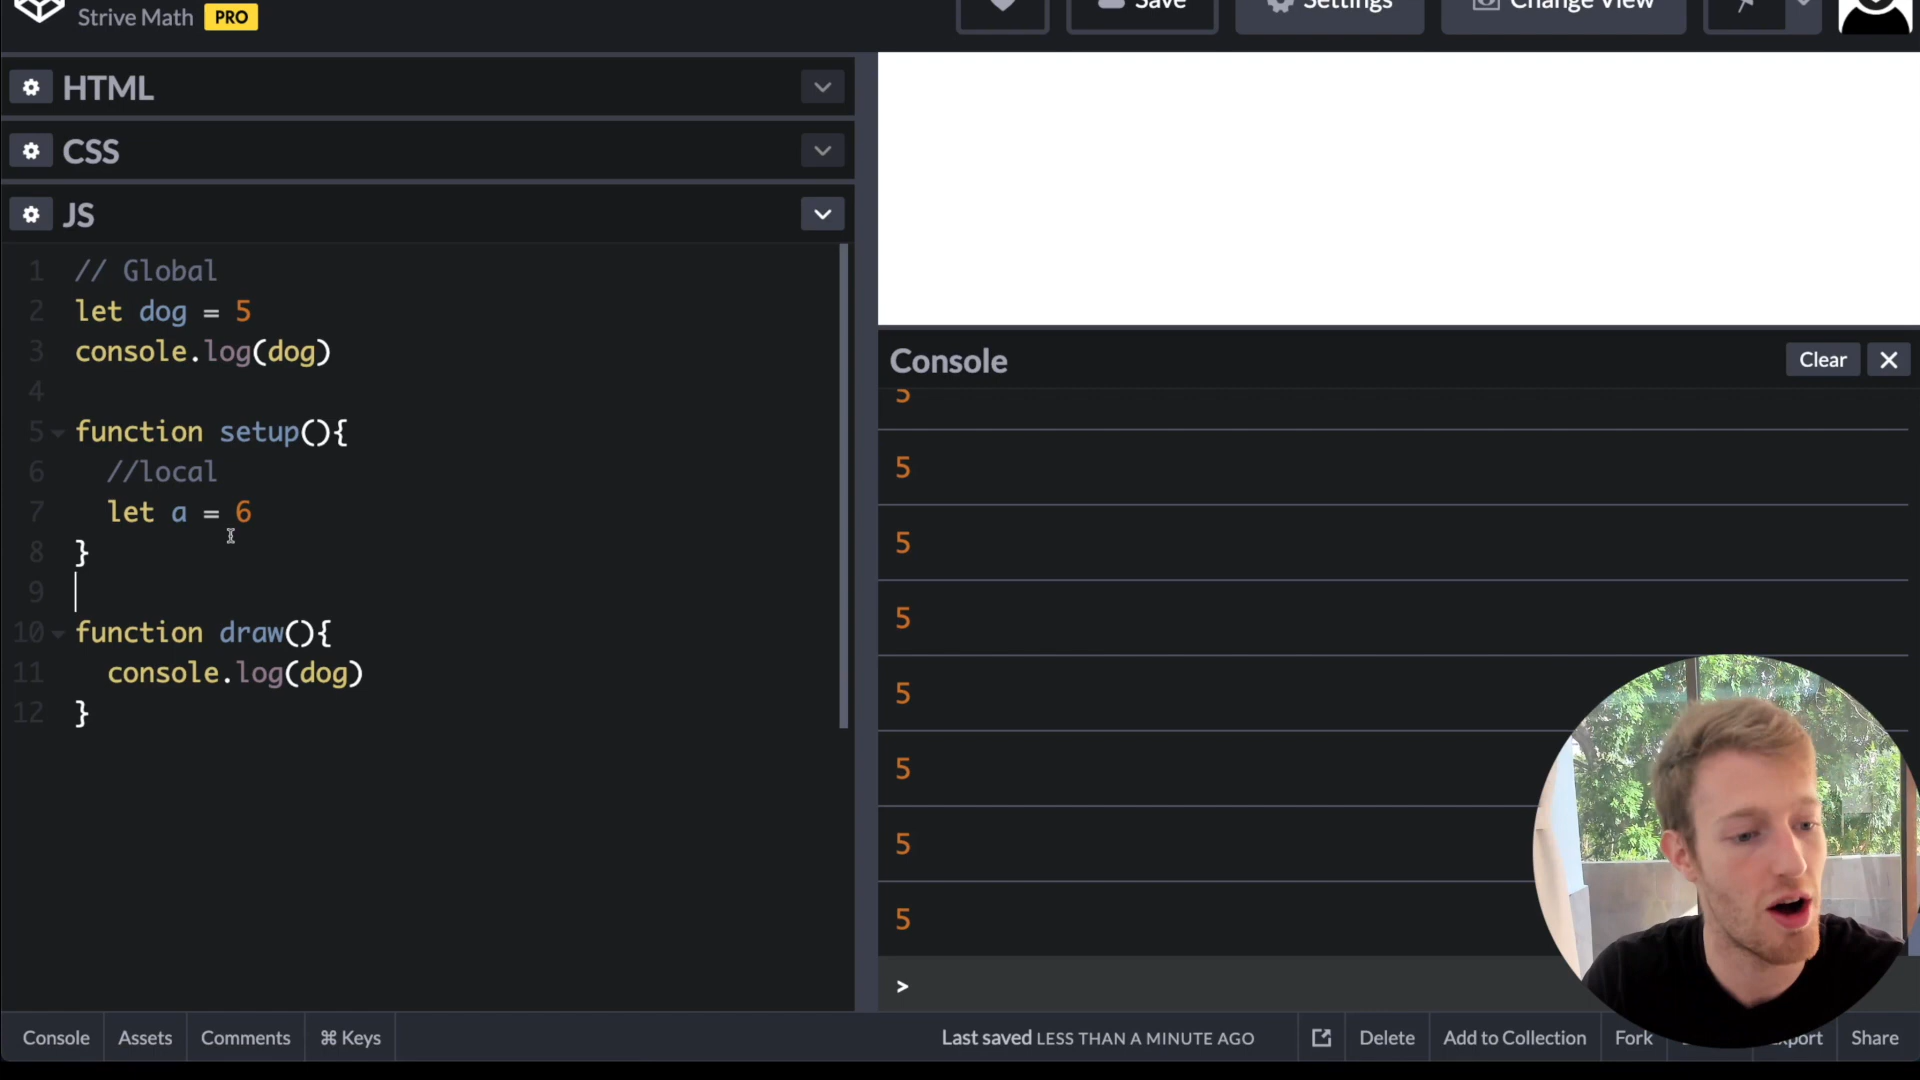 Strive Math PRO
Save
Settings
Change View
HTML
CSS
JS
1 // Global
2 let dog = 5
3 console.log(dog)
4
5 function setup(){
6 //local
7 let a = 6
8 }
9
10 function draw(){
11 console.log(dog)
12 }
Console
Clear
5
5
5
5
5
5
5
5
>
Console
Assets
Comments
⌘ Keys
Last saved LESS THAN A MINUTE AGO
Delete
Add to Collection
Fork
Share